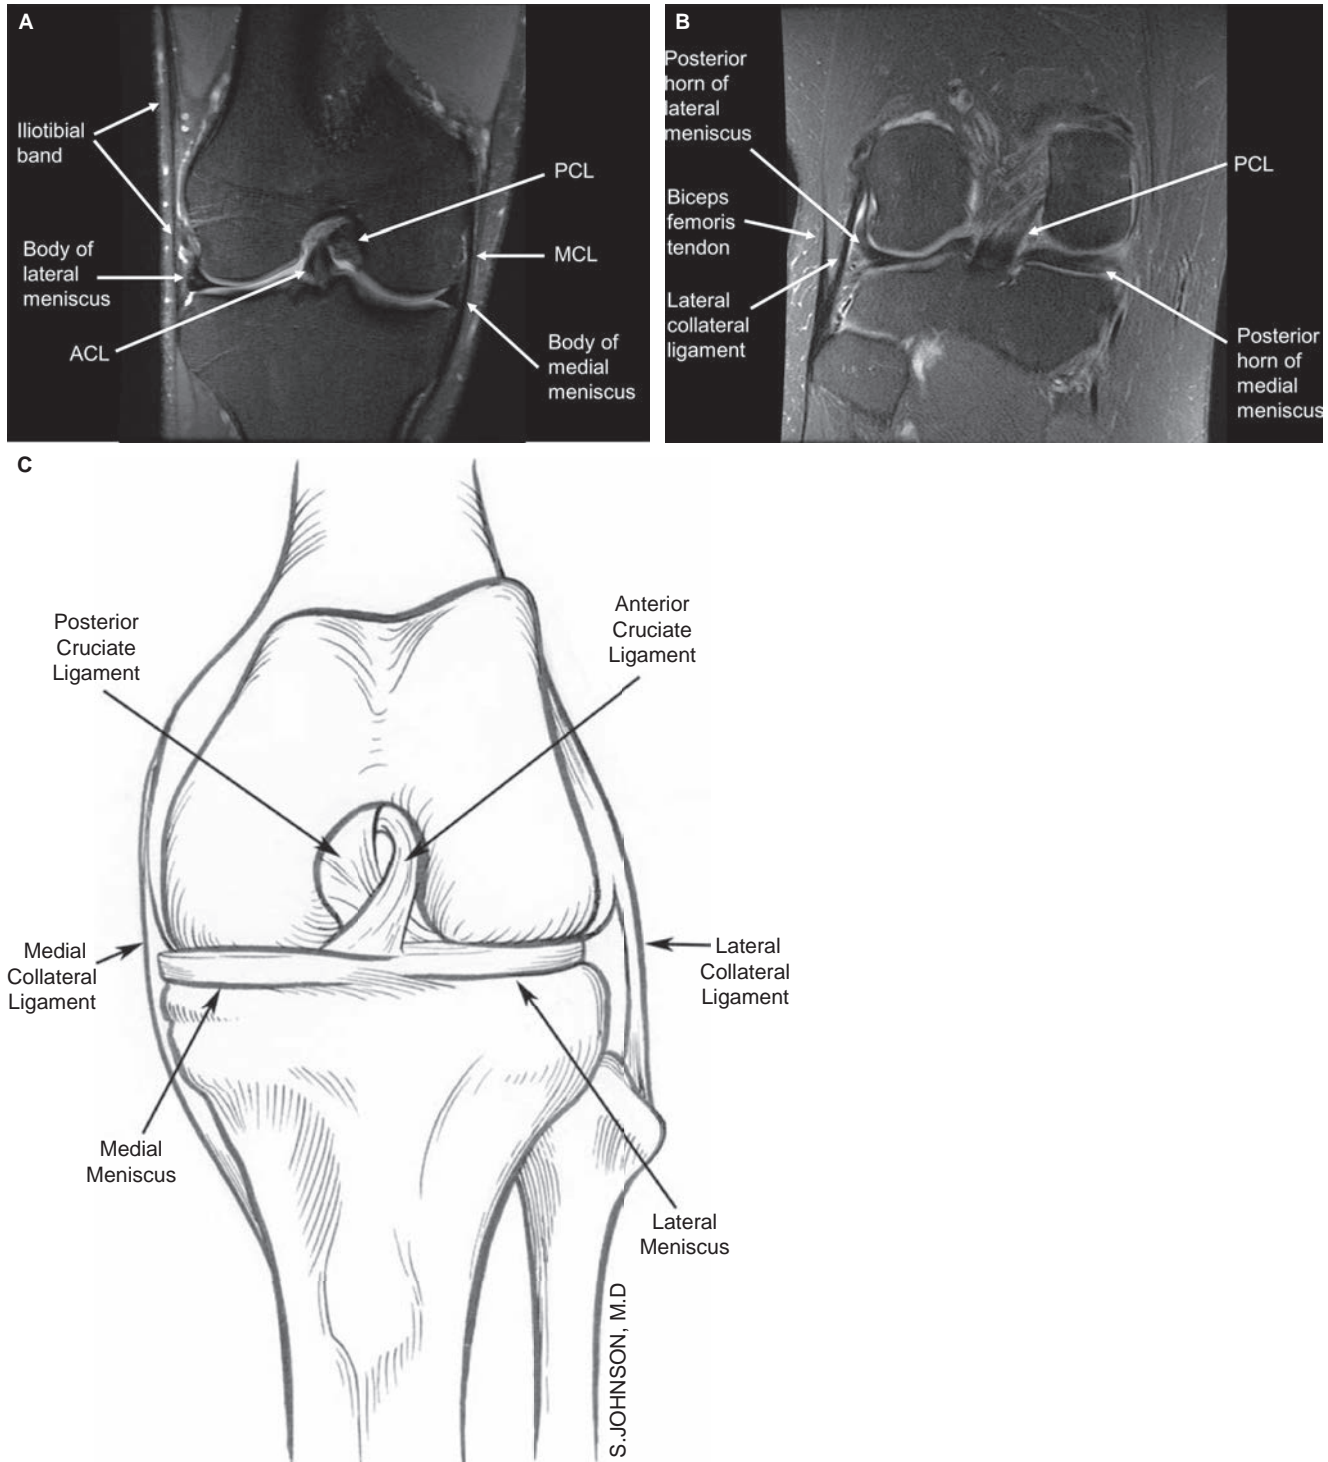 A
Iliotibial
band
Body of
lateral
meniscus
ACL
PCL
MCL
Body of
medial
meniscus
B
Posterior
horn of
lateral
meniscus
Biceps
femoris
tendon
Lateral
collateral
ligament
PCL
Posterior
horn of
medial
meniscus
C
Posterior
Cruciate
Ligament
Anterior
Cruciate
Ligament
Medial
Collateral
Ligament
Lateral
Collateral
Ligament
Medial
Meniscus
Lateral
Meniscus
S.JOHNSON, M.D